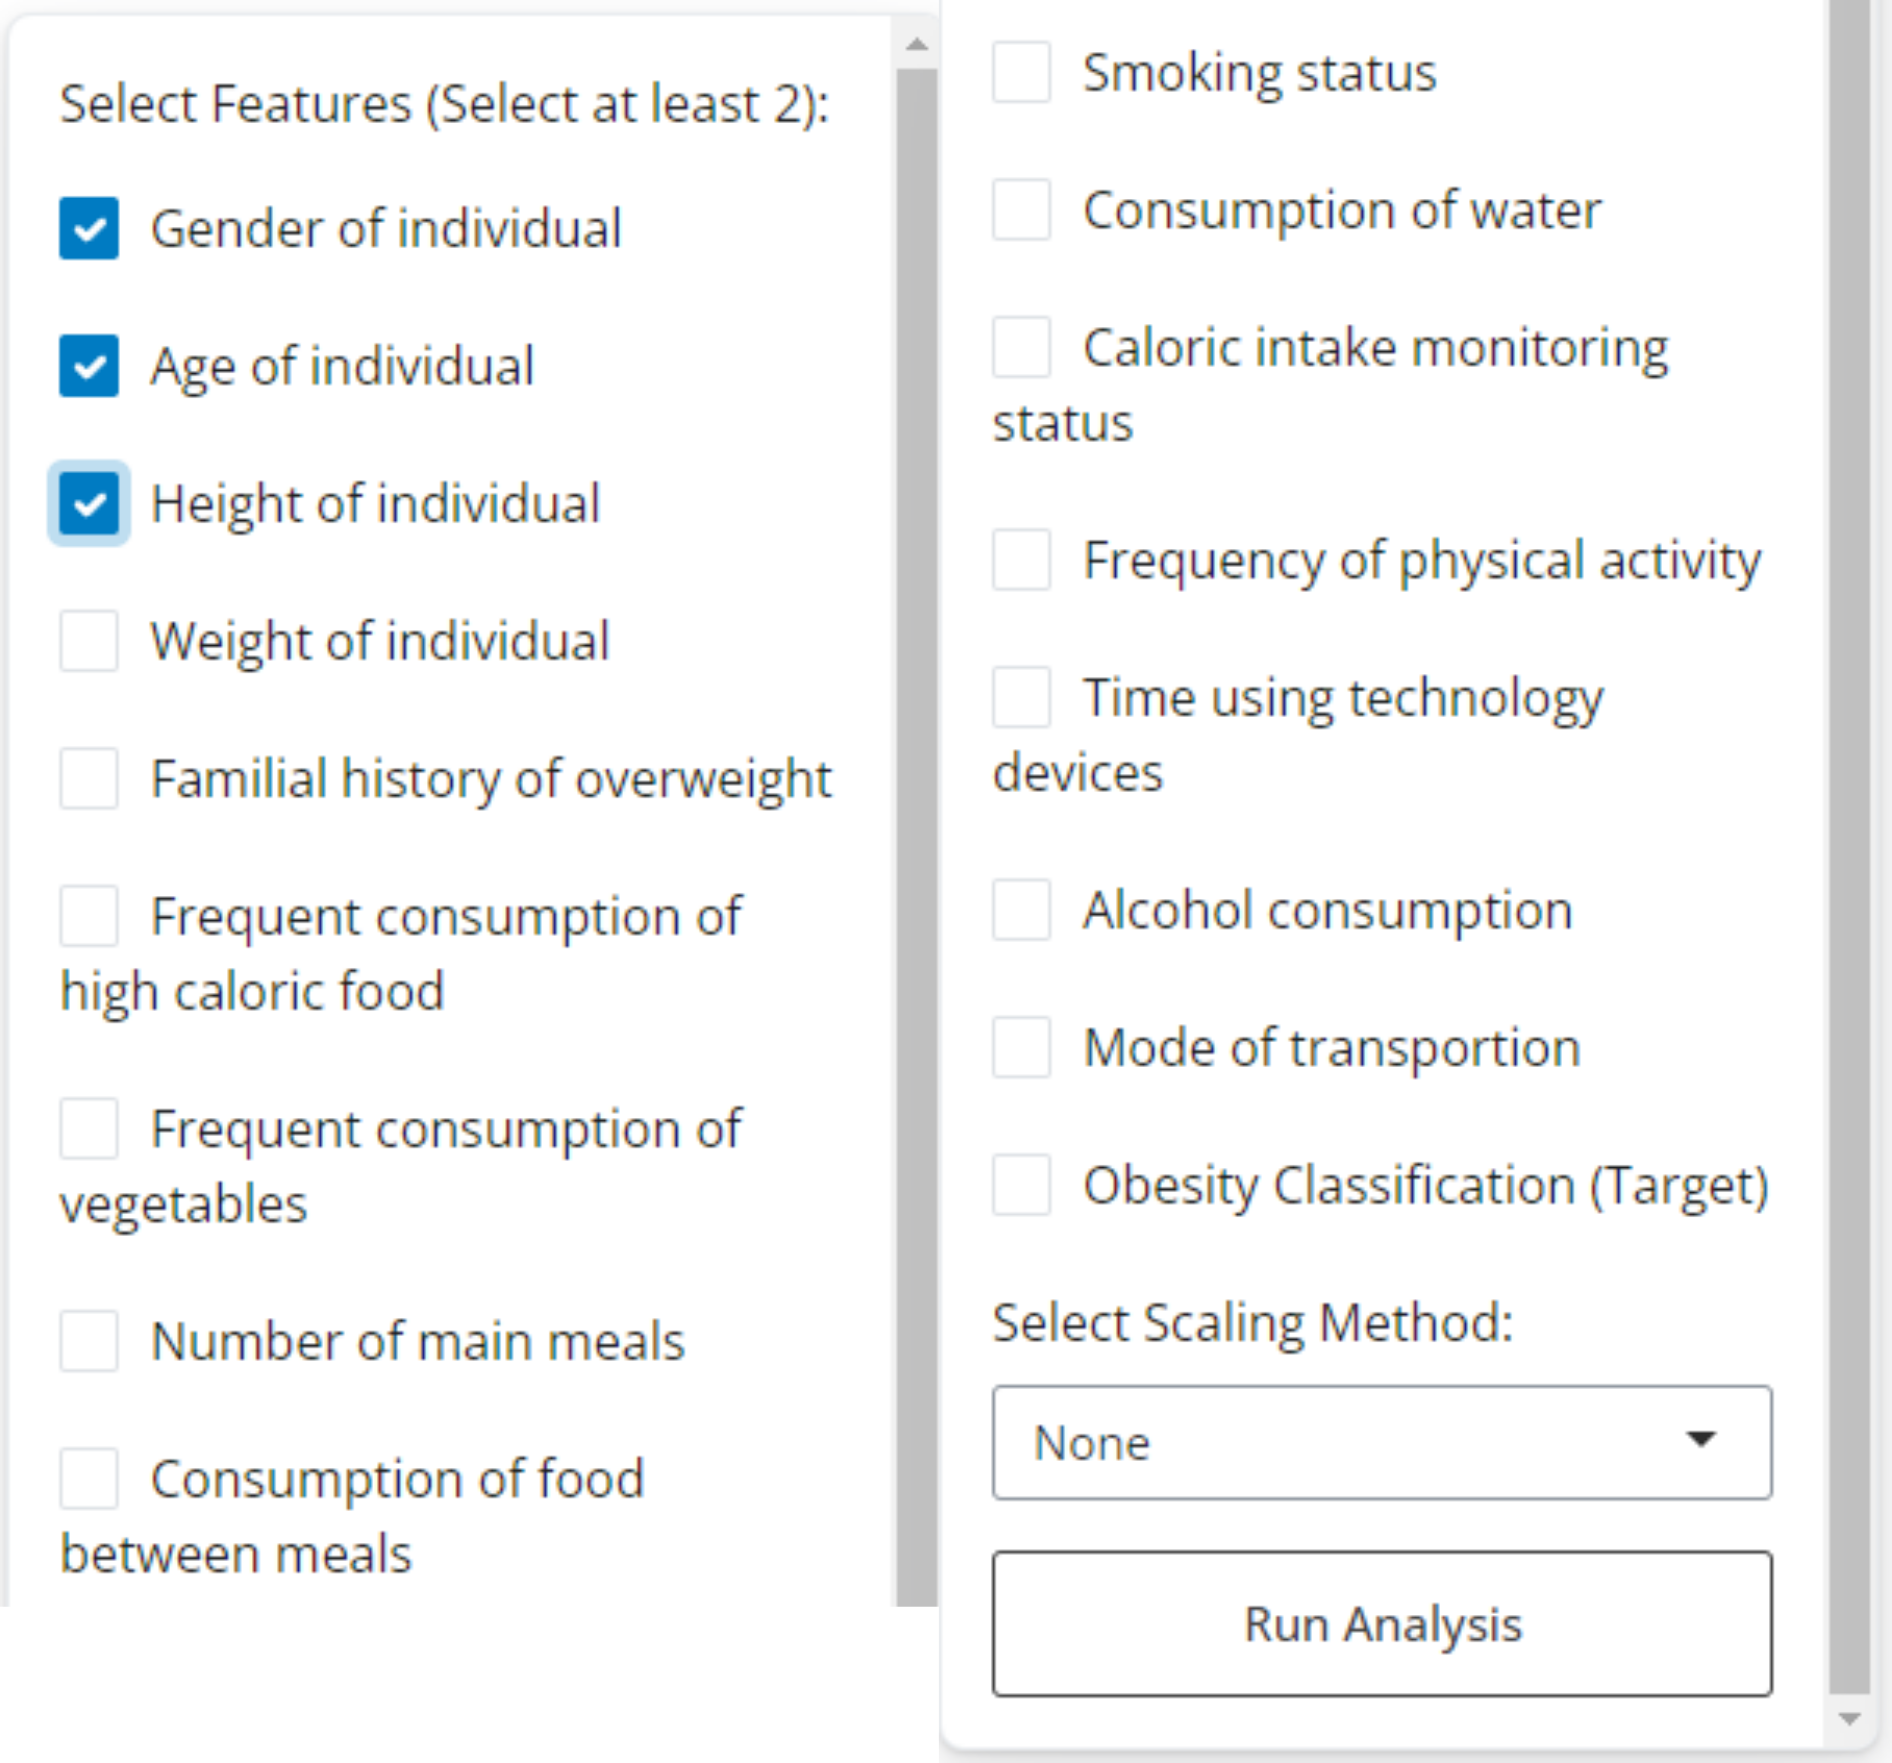 Select Features (Select at least 2):
Gender of individual
Age of individual
Height of individual
Weight of individual
Familial history of overweight
Frequent consumption of
high caloric food
Frequent consumption of
vegetables
Number of main meals
Consumption of food
between meals
Smoking status
Consumption of water
Caloric intake monitoring
status
Frequency of physical activity
Time using technology
devices
Alcohol consumption
Mode of transportion
Obesity Classification (Target)
Select Scaling Method:
None
Run Analysis